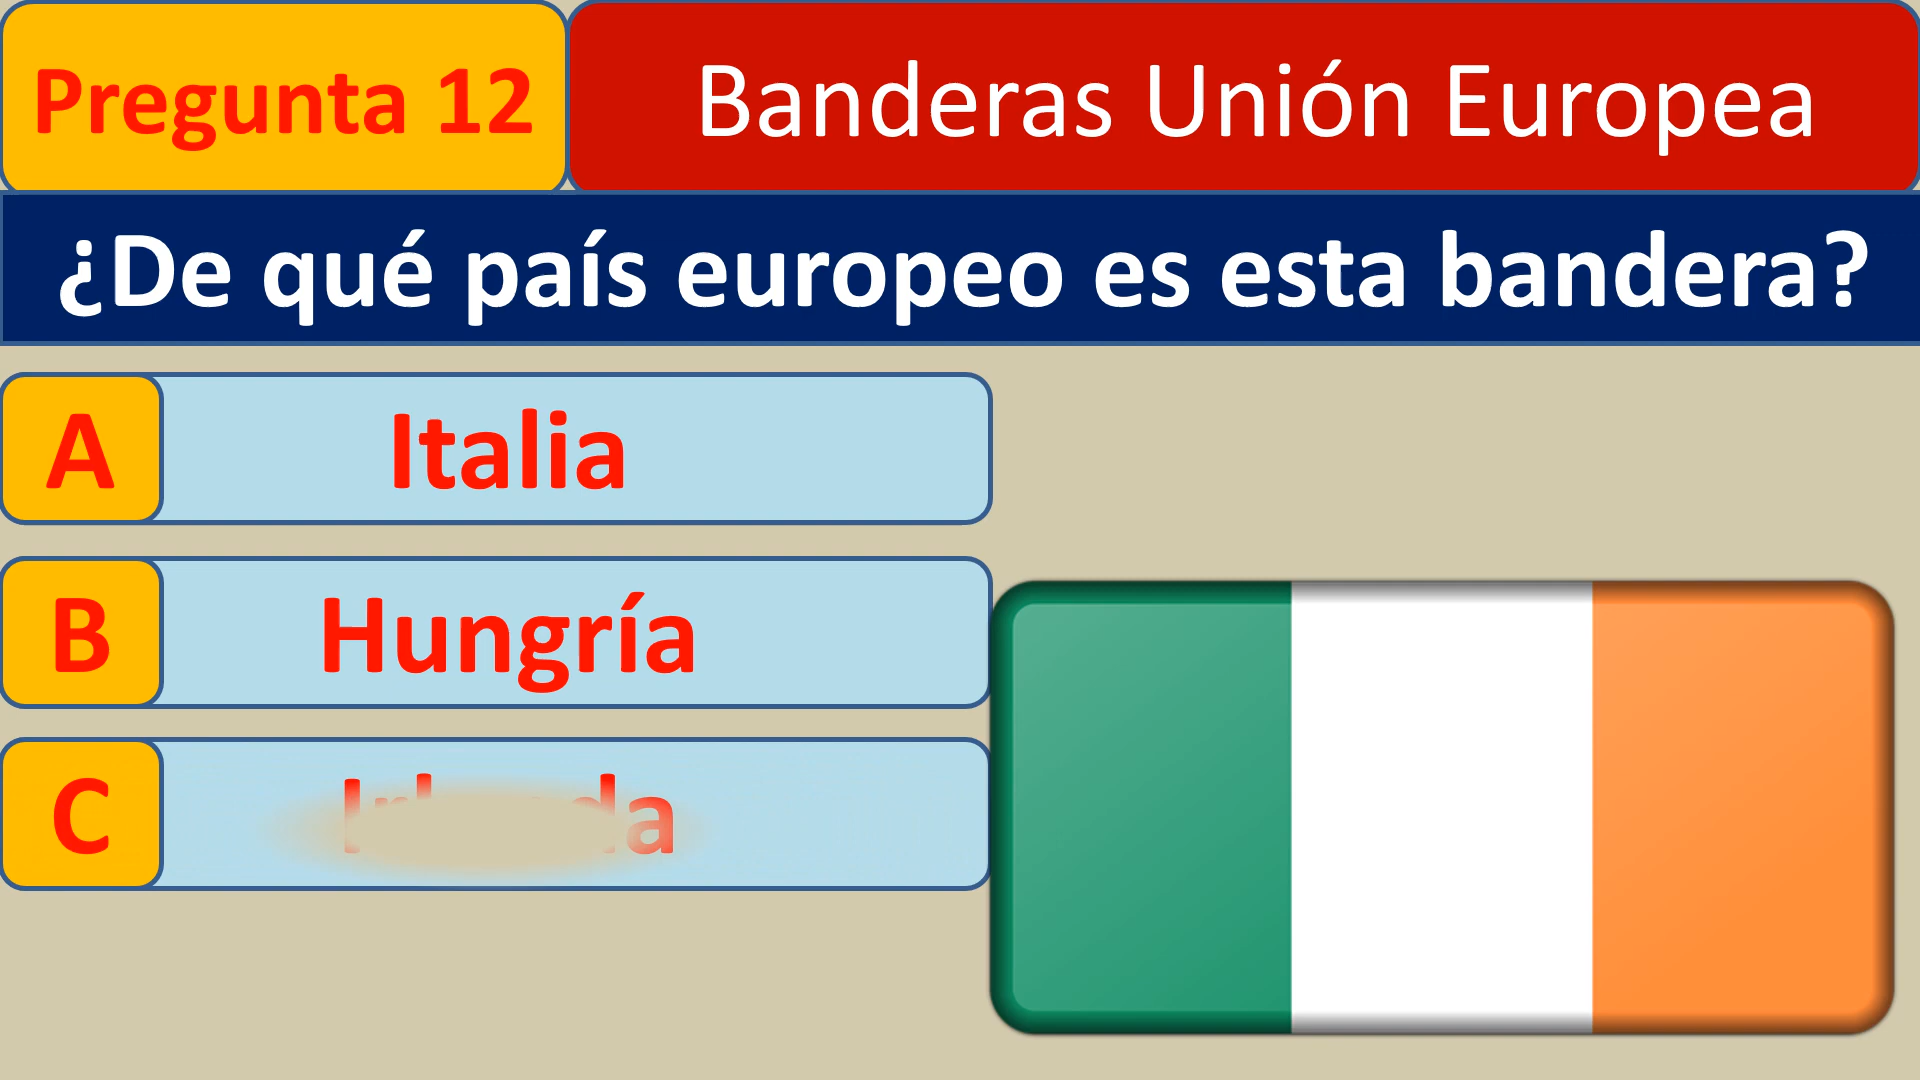 Pregunta 12
Banderas Unión Europea
¿De qué país europeo es esta bandera?
A Italia
B Hungría
C